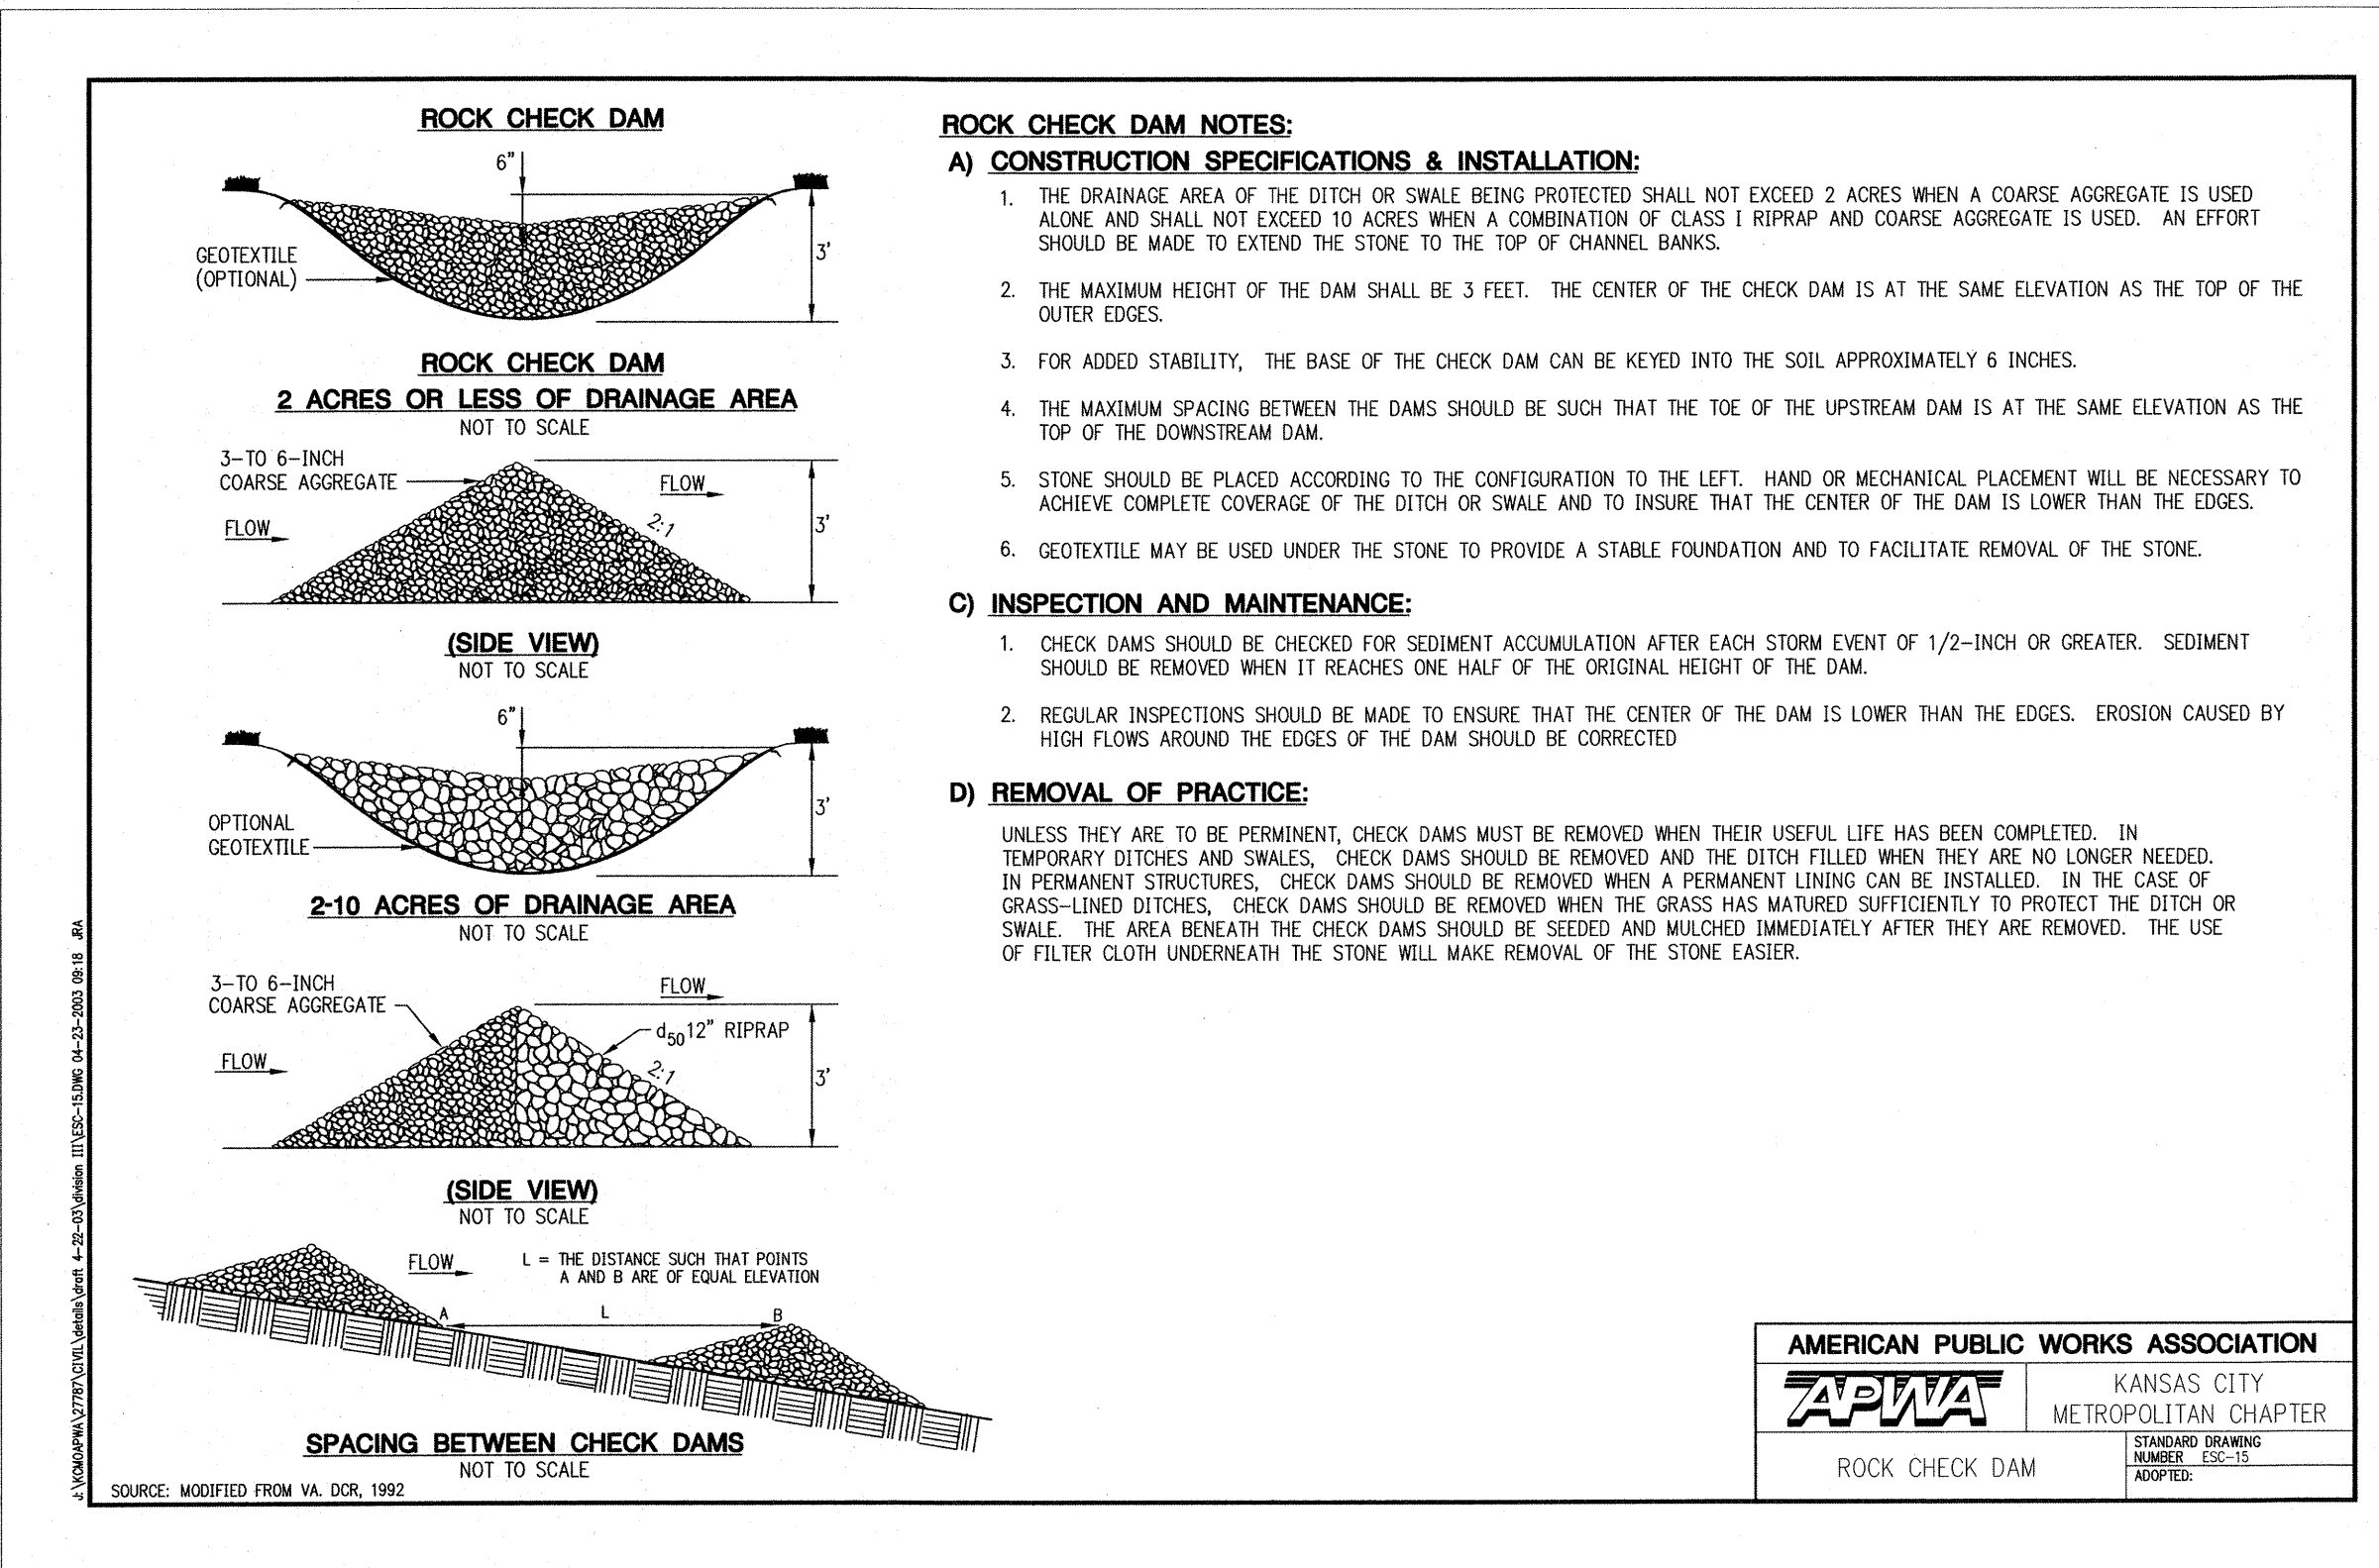 ROCK CHECK DAM
6"
GEOTEXTILE
(OPTIONAL)
3'
ROCK CHECK DAM
2 ACRES OR LESS OF DRAINAGE AREA
NOT TO SCALE
3-TO 6-INCH
COARSE AGGREGATE
FLOW
FLOW
2:1
3'
(SIDE VIEW)
NOT TO SCALE
6"
OPTIONAL
GEOTEXTILE
3'
2-10 ACRES OF DRAINAGE AREA
NOT TO SCALE
3-TO 6-INCH
COARSE AGGREGATE
FLOW
d50 12" RIPRAP
FLOW
2:1
3'
(SIDE VIEW)
NOT TO SCALE
FLOW
L = THE DISTANCE SUCH THAT POINTS
A AND B ARE OF EQUAL ELEVATION
A
L
B
SPACING BETWEEN CHECK DAMS
NOT TO SCALE
SOURCE: MODIFIED FROM VA. DCR, 1992
J:\KCMOAPWA\27787\CIVIL\details\draft 4-22-03\division III\ESC-15.DWG 04-23-2003 09:18 JRA
ROCK CHECK DAM NOTES:
A) CONSTRUCTION SPECIFICATIONS & INSTALLATION:
1. THE DRAINAGE AREA OF THE DITCH OR SWALE BEING PROTECTED SHALL NOT EXCEED 2 ACRES WHEN A COARSE AGGREGATE IS USED
ALONE AND SHALL NOT EXCEED 10 ACRES WHEN A COMBINATION OF CLASS I RIPRAP AND COARSE AGGREGATE IS USED. AN EFFORT
SHOULD BE MADE TO EXTEND THE STONE TO THE TOP OF CHANNEL BANKS.
2. THE MAXIMUM HEIGHT OF THE DAM SHALL BE 3 FEET. THE CENTER OF THE CHECK DAM IS AT THE SAME ELEVATION AS THE TOP OF THE
OUTER EDGES.
3. FOR ADDED STABILITY, THE BASE OF THE CHECK DAM CAN BE KEYED INTO THE SOIL APPROXIMATELY 6 INCHES.
4. THE MAXIMUM SPACING BETWEEN THE DAMS SHOULD BE SUCH THAT THE TOE OF THE UPSTREAM DAM IS AT THE SAME ELEVATION AS THE
TOP OF THE DOWNSTREAM DAM.
5. STONE SHOULD BE PLACED ACCORDING TO THE CONFIGURATION TO THE LEFT. HAND OR MECHANICAL PLACEMENT WILL BE NECESSARY TO
ACHIEVE COMPLETE COVERAGE OF THE DITCH OR SWALE AND TO INSURE THAT THE CENTER OF THE DAM IS LOWER THAN THE EDGES.
6. GEOTEXTILE MAY BE USED UNDER THE STONE TO PROVIDE A STABLE FOUNDATION AND TO FACILITATE REMOVAL OF THE STONE.
C) INSPECTION AND MAINTENANCE:
1. CHECK DAMS SHOULD BE CHECKED FOR SEDIMENT ACCUMULATION AFTER EACH STORM EVENT OF 1/2-INCH OR GREATER. SEDIMENT
SHOULD BE REMOVED WHEN IT REACHES ONE HALF OF THE ORIGINAL HEIGHT OF THE DAM.
2. REGULAR INSPECTIONS SHOULD BE MADE TO ENSURE THAT THE CENTER OF THE DAM IS LOWER THAN THE EDGES. EROSION CAUSED BY
HIGH FLOWS AROUND THE EDGES OF THE DAM SHOULD BE CORRECTED
D) REMOVAL OF PRACTICE:
UNLESS THEY ARE TO BE PERMINENT, CHECK DAMS MUST BE REMOVED WHEN THEIR USEFUL LIFE HAS BEEN COMPLETED. IN
TEMPORARY DITCHES AND SWALES, CHECK DAMS SHOULD BE REMOVED AND THE DITCH FILLED WHEN THEY ARE NO LONGER NEEDED.
IN PERMANENT STRUCTURES, CHECK DAMS SHOULD BE REMOVED WHEN A PERMANENT LINING CAN BE INSTALLED. IN THE CASE OF
GRASS-LINED DITCHES, CHECK DAMS SHOULD BE REMOVED WHEN THE GRASS HAS MATURED SUFFICIENTLY TO PROTECT THE DITCH OR
SWALE. THE AREA BENEATH THE CHECK DAMS SHOULD BE SEEDED AND MULCHED IMMEDIATELY AFTER THEY ARE REMOVED. THE USE
OF FILTER CLOTH UNDERNEATH THE STONE WILL MAKE REMOVAL OF THE STONE EASIER.
AMERICAN PUBLIC WORKS ASSOCIATION
APWA
KANSAS CITY
METROPOLITAN CHAPTER
ROCK CHECK DAM
STANDARD DRAWING
NUMBER ESC-15
ADOPTED: